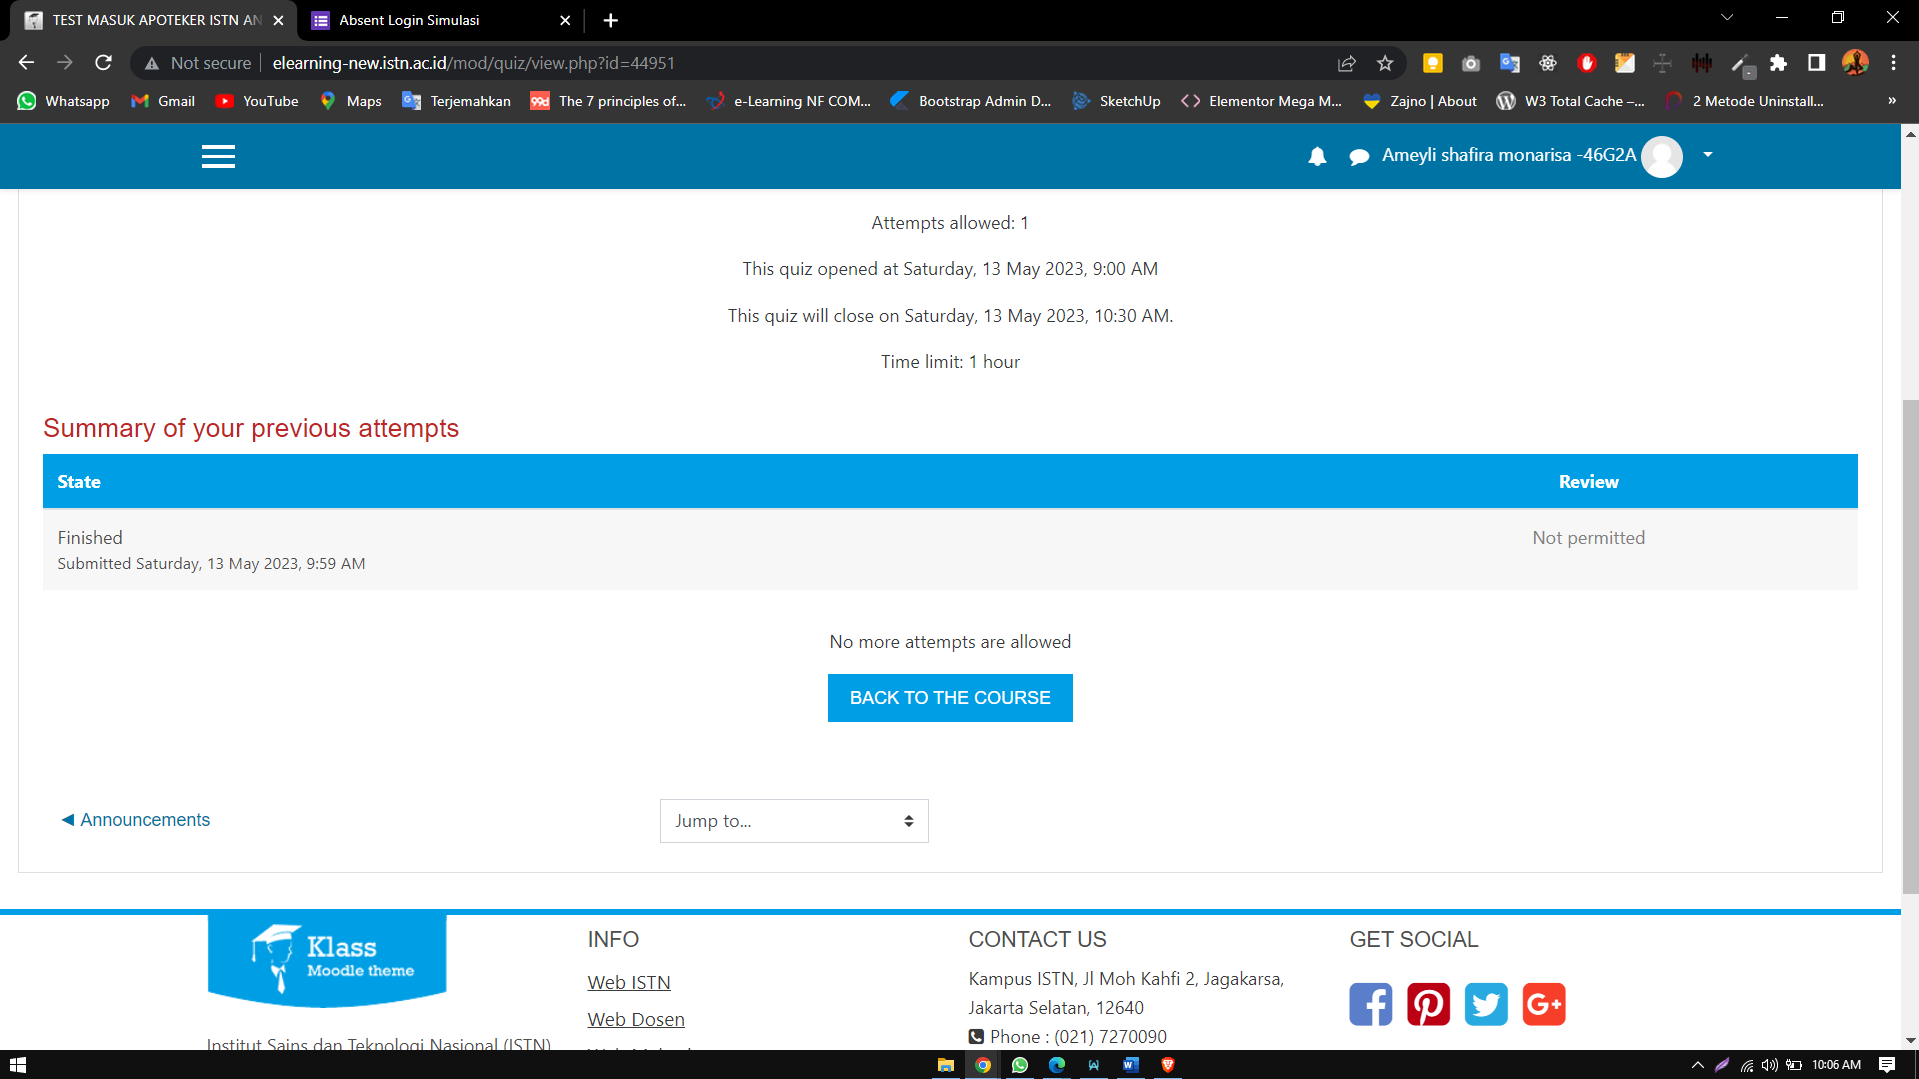 TEST MASUK APOTEKER ISTN AN
Absent Login Simulasi
Not secure
elearning-new.istn.ac.id/mod/quiz/view.php?id=44951
Whatsapp
Gmail
YouTube
Maps
Terjemahkan
The 7 principles of...
e-Learning NF COM...
Bootstrap Admin D...
SketchUp
Elementor Mega M...
Zajno | About
W3 Total Cache –...
2 Metode Uninstall...
»
Ameyli shafira monarisa -46G2A
Attempts allowed: 1
This quiz opened at Saturday, 13 May 2023, 9:00 AM
This quiz will close on Saturday, 13 May 2023, 10:30 AM.
Time limit: 1 hour
Summary of your previous attempts
State
Review
Finished
Not permitted
Submitted Saturday, 13 May 2023, 9:59 AM
No more attempts are allowed
BACK TO THE COURSE
◀ Announcements
Jump to...
Klass
Moodle theme
Institut Sains dan Teknologi Nasional (ISTN)
INFO
Web ISTN
Web Dosen
CONTACT US
Kampus ISTN, Jl Moh Kahfi 2, Jagakarsa,
Jakarta Selatan, 12640
Phone : (021) 7270090
GET SOCIAL
10:06 AM